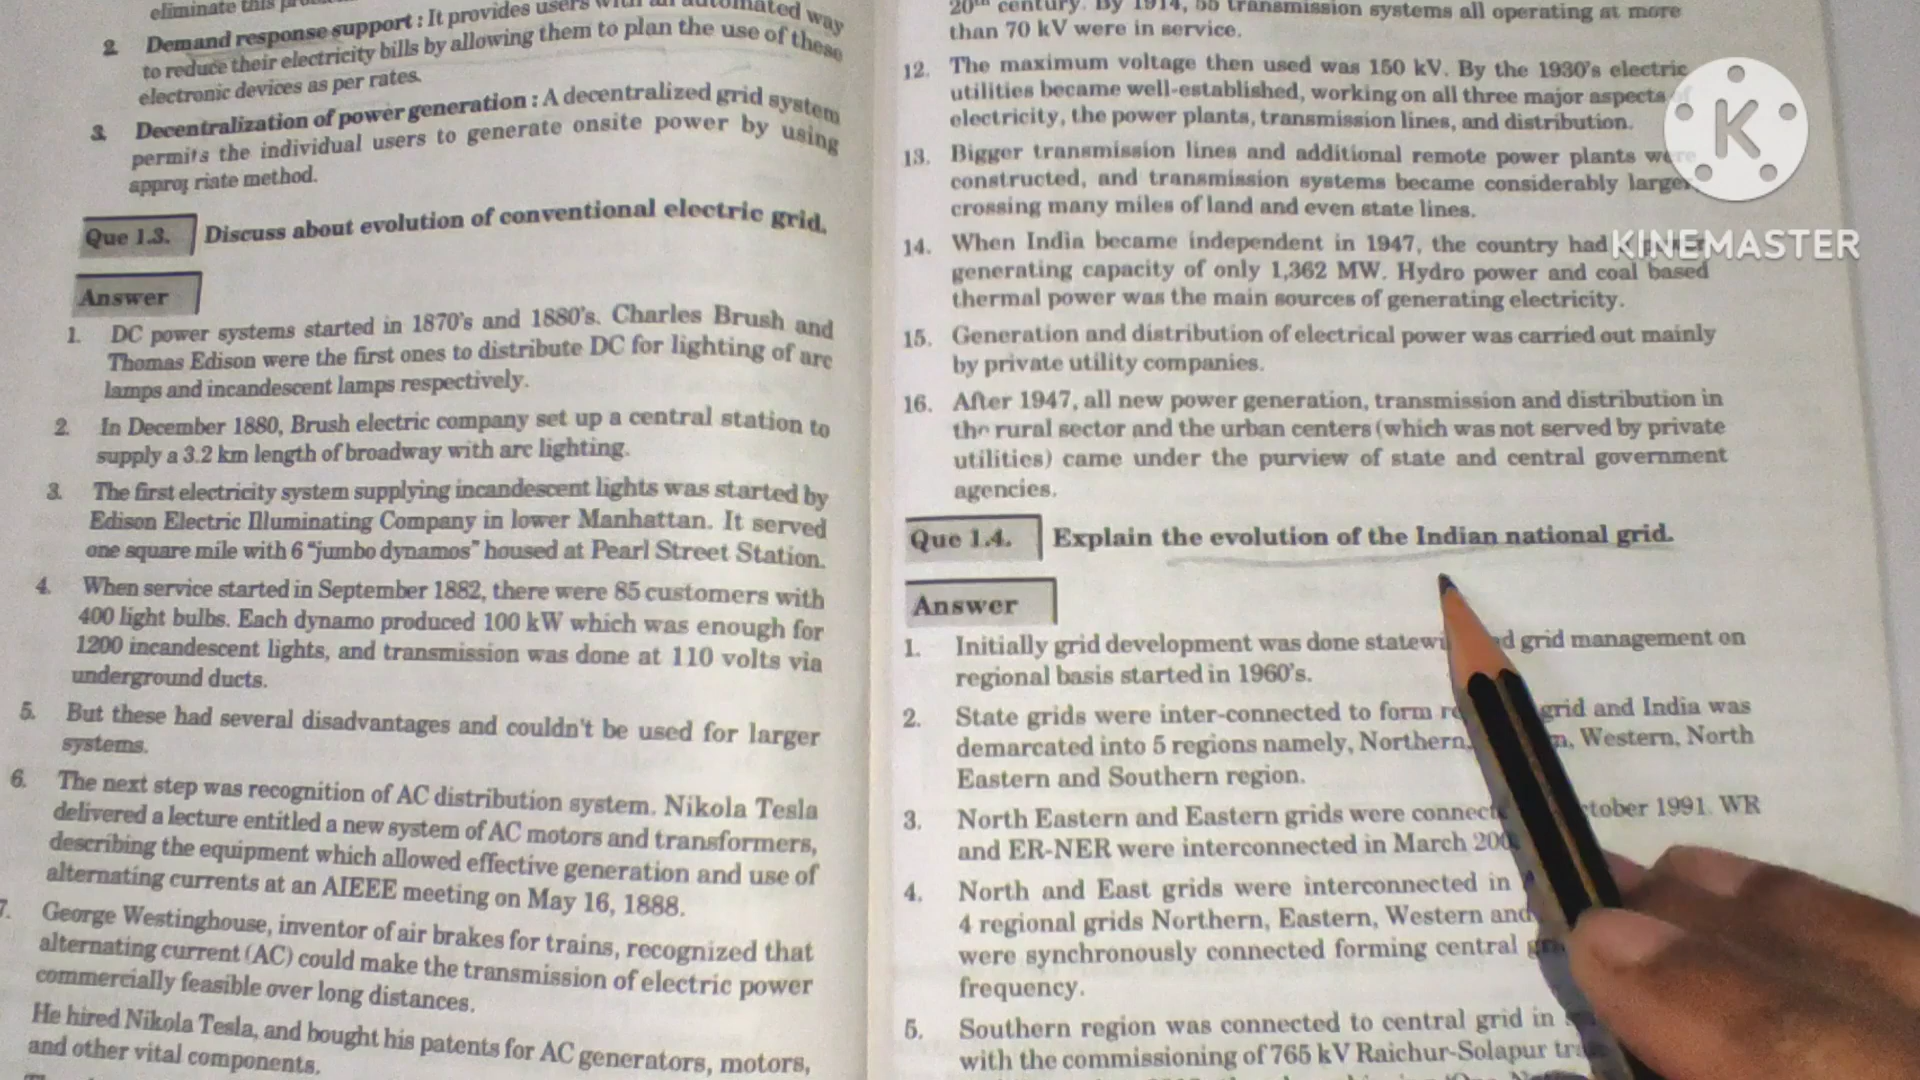 eliminate this
2. Demand response support : It provides users with an automated way
to reduce their electricity bills by allowing them to plan the use of these
electronic devices as per rates.
3. Decentralization of power generation : A decentralized grid system
permits the individual users to generate onsite power by using
appropriate method.
Que 1.3. Discuss about evolution of conventional electric grid.
Answer
1. DC power systems started in 1870's and 1880's. Charles Brush and
Thomas Edison were the first ones to distribute DC for lighting of arc
lamps and incandescent lamps respectively.
2. In December 1880, Brush electric company set up a central station to
supply a 3.2 km length of broadway with arc lighting.
3. The first electricity system supplying incandescent lights was started by
Edison Electric Illuminating Company in lower Manhattan. It served
one square mile with 6 “jumbo dynamos” housed at Pearl Street Station.
4. When service started in September 1882, there were 85 customers with
400 light bulbs. Each dynamo produced 100 kW which was enough for
1200 incandescent lights, and transmission was done at 110 volts via
underground ducts.
5. But these had several disadvantages and couldn't be used for larger
systems.
6. The next step was recognition of AC distribution system. Nikola Tesla
delivered a lecture entitled a new system of AC motors and transformers,
describing the equipment which allowed effective generation and use of
alternating currents at an AIEEE meeting on May 16, 1888.
7. George Westinghouse, inventor of air brakes for trains, recognized that
alternating current (AC) could make the transmission of electric power
commercially feasible over long distances.
He hired Nikola Tesla, and bought his patents for AC generators, motors,
and other vital components.
20th century. By 1914, 55 transmission systems all operating at more
than 70 kV were in service.
12. The maximum voltage then used was 150 kV. By the 1930's electric
utilities became well-established, working on all three major aspects
electricity, the power plants, transmission lines, and distribution.
13. Bigger transmission lines and additional remote power plants were
constructed, and transmission systems became considerably larger,
crossing many miles of land and even state lines.
14. When India became independent in 1947, the country had
generating capacity of only 1,362 MW. Hydro power and coal based
thermal power was the main sources of generating electricity.
15. Generation and distribution of electrical power was carried out mainly
by private utility companies.
16. After 1947, all new power generation, transmission and distribution in
the rural sector and the urban centers (which was not served by private
utilities) came under the purview of state and central government
agencies.
Que 1.4. Explain the evolution of the Indian national grid.
Answer
1. Initially grid development was done grid management on
regional basis started in 1960's.
2. State grids were inter-connected to form grid and India was
demarcated into 5 regions namely, Northern, Western, North
Eastern and Southern region.
3. North Eastern and Eastern grids were 1991. WR
and ER-NER were interconnected in March
4. North and East grids were interconnected in
4 regional grids Northern, Eastern, Western and
were synchronously connected forming central
frequency.
5. Southern region was connected to central grid in
with the commissioning of 765 kV Raichur-Solapur
K
KINEMASTER